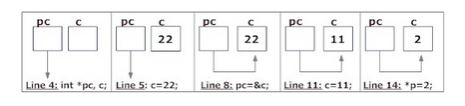 pc c pc c pc c pc c pc c
22 22 11 2
Line 4: int *pc, c; Line 5: c=22; Line 8: pc=&c; Line 11: c=11; Line 14: *p=2;